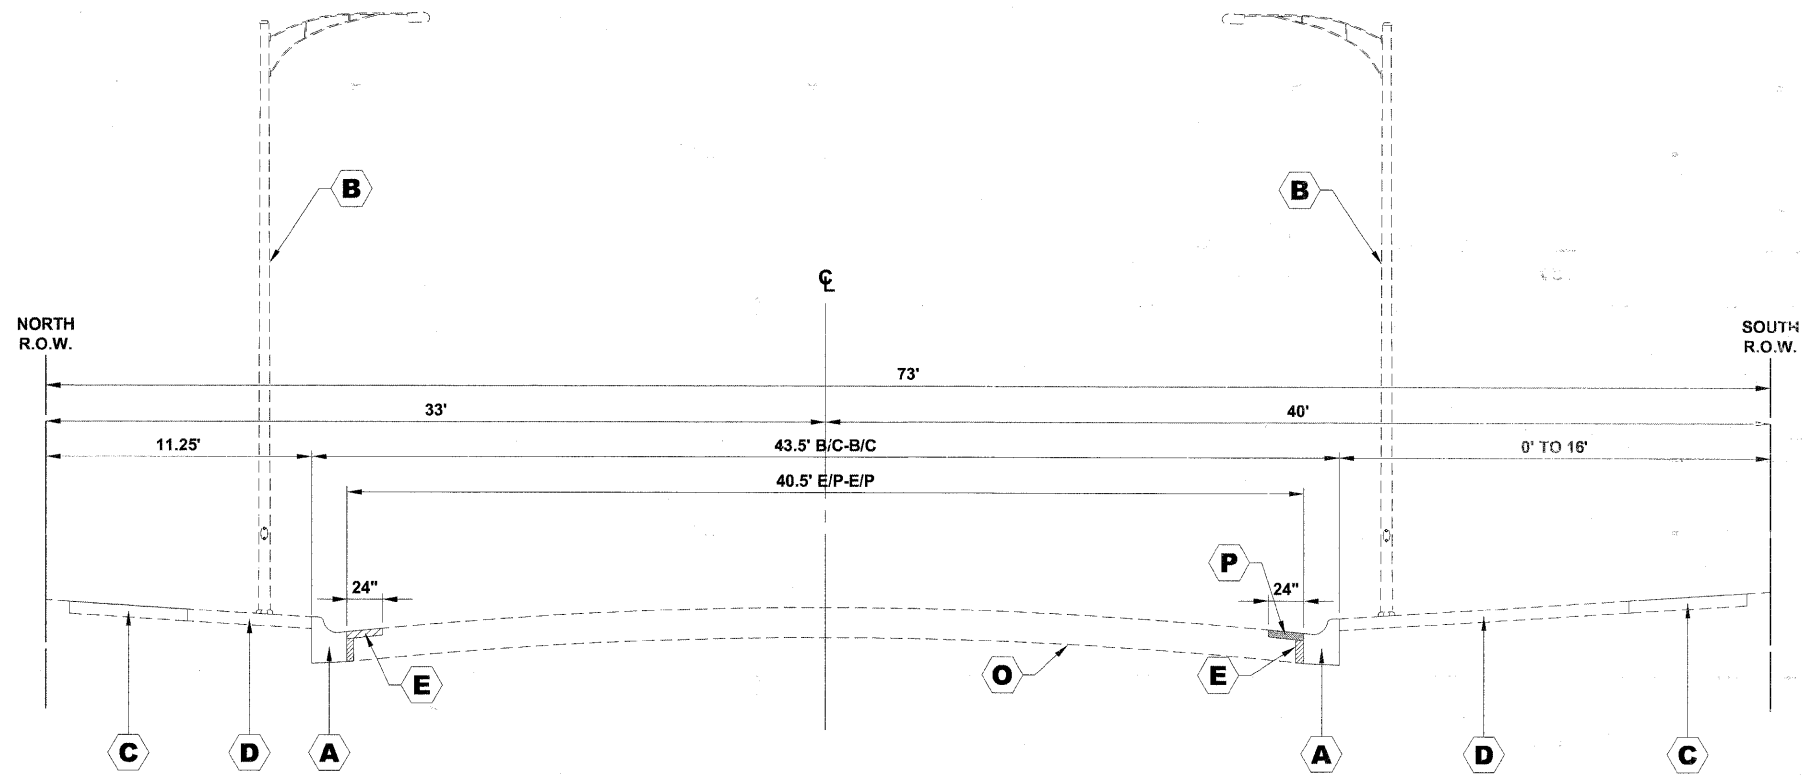 B
B
℄
NORTH
R.O.W.
SOUTH
R.O.W.
73'
33'
40'
11.25'
43.5' B/C-B/C
0' TO 16'
40.5' E/P-E/P
P
24"
24"
E
O
E
C
D
A
A
D
C